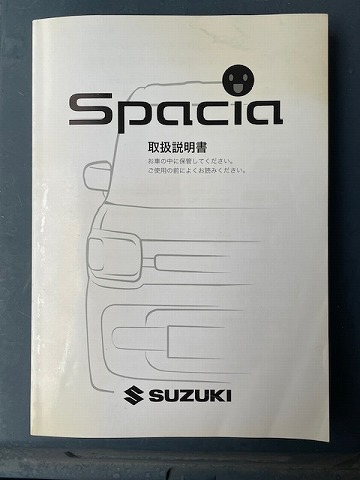 Spacia
取扱説明書
お車の中に保管してください。
ご使用の前によくお読みください。
SUZUKI